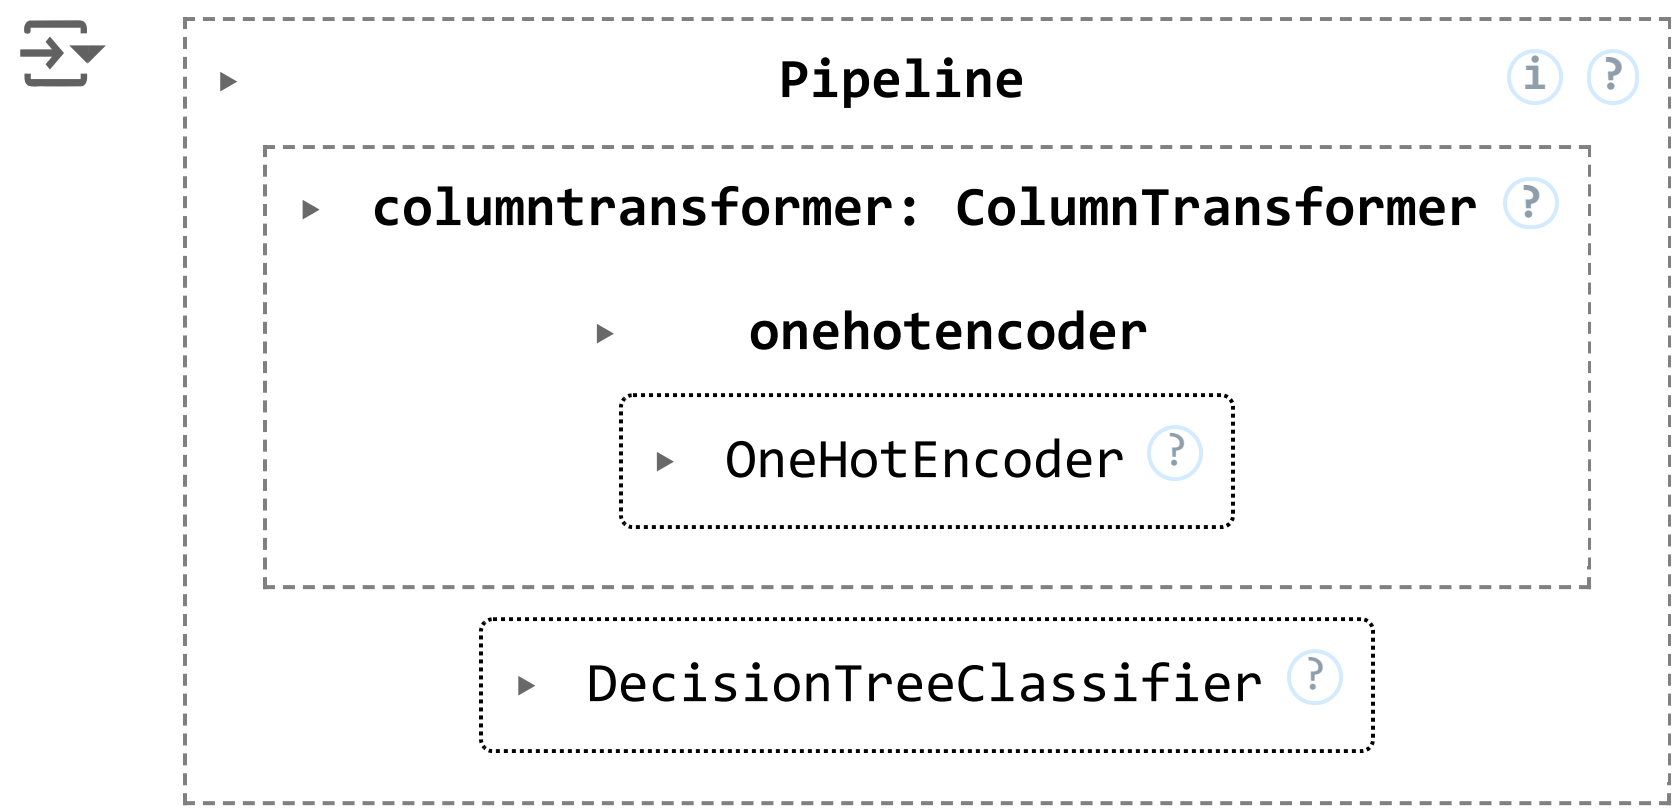 Pipeline i ?
columntransformer: ColumnTransformer ?
onehotencoder
OneHotEncoder ?
DecisionTreeClassifier ?